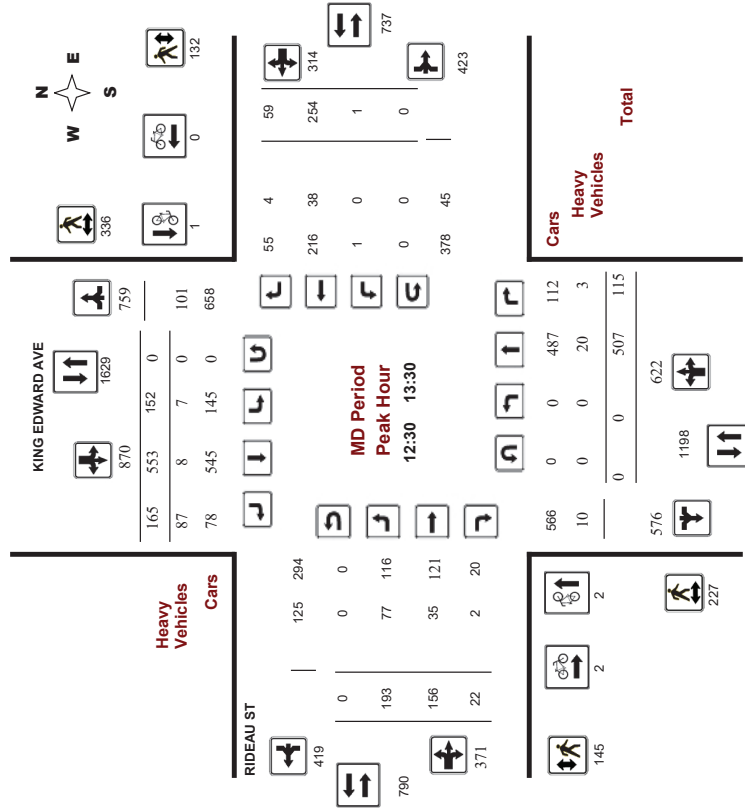 N
W E
S
336
132
1
0
KING EDWARD AVE
870
1629
759
165 553 152 0
87 8 7 0 101
78 545 145 0 658
Heavy
Vehicles
Cars
314
737
423
55 4 59
216 38 254
1 0 1
0 0 0
378 45
MD Period
Peak Hour
12:30 13:30
RIDEAU ST
419
790
371
125 294
0 0 0
193 77 116
156 35 121
22 2 20
566 0 0 487 112 Cars
10 0 0 20 3 Heavy
Vehicles
0 0 507 115 Total
576
1198
622
145
2
2
227